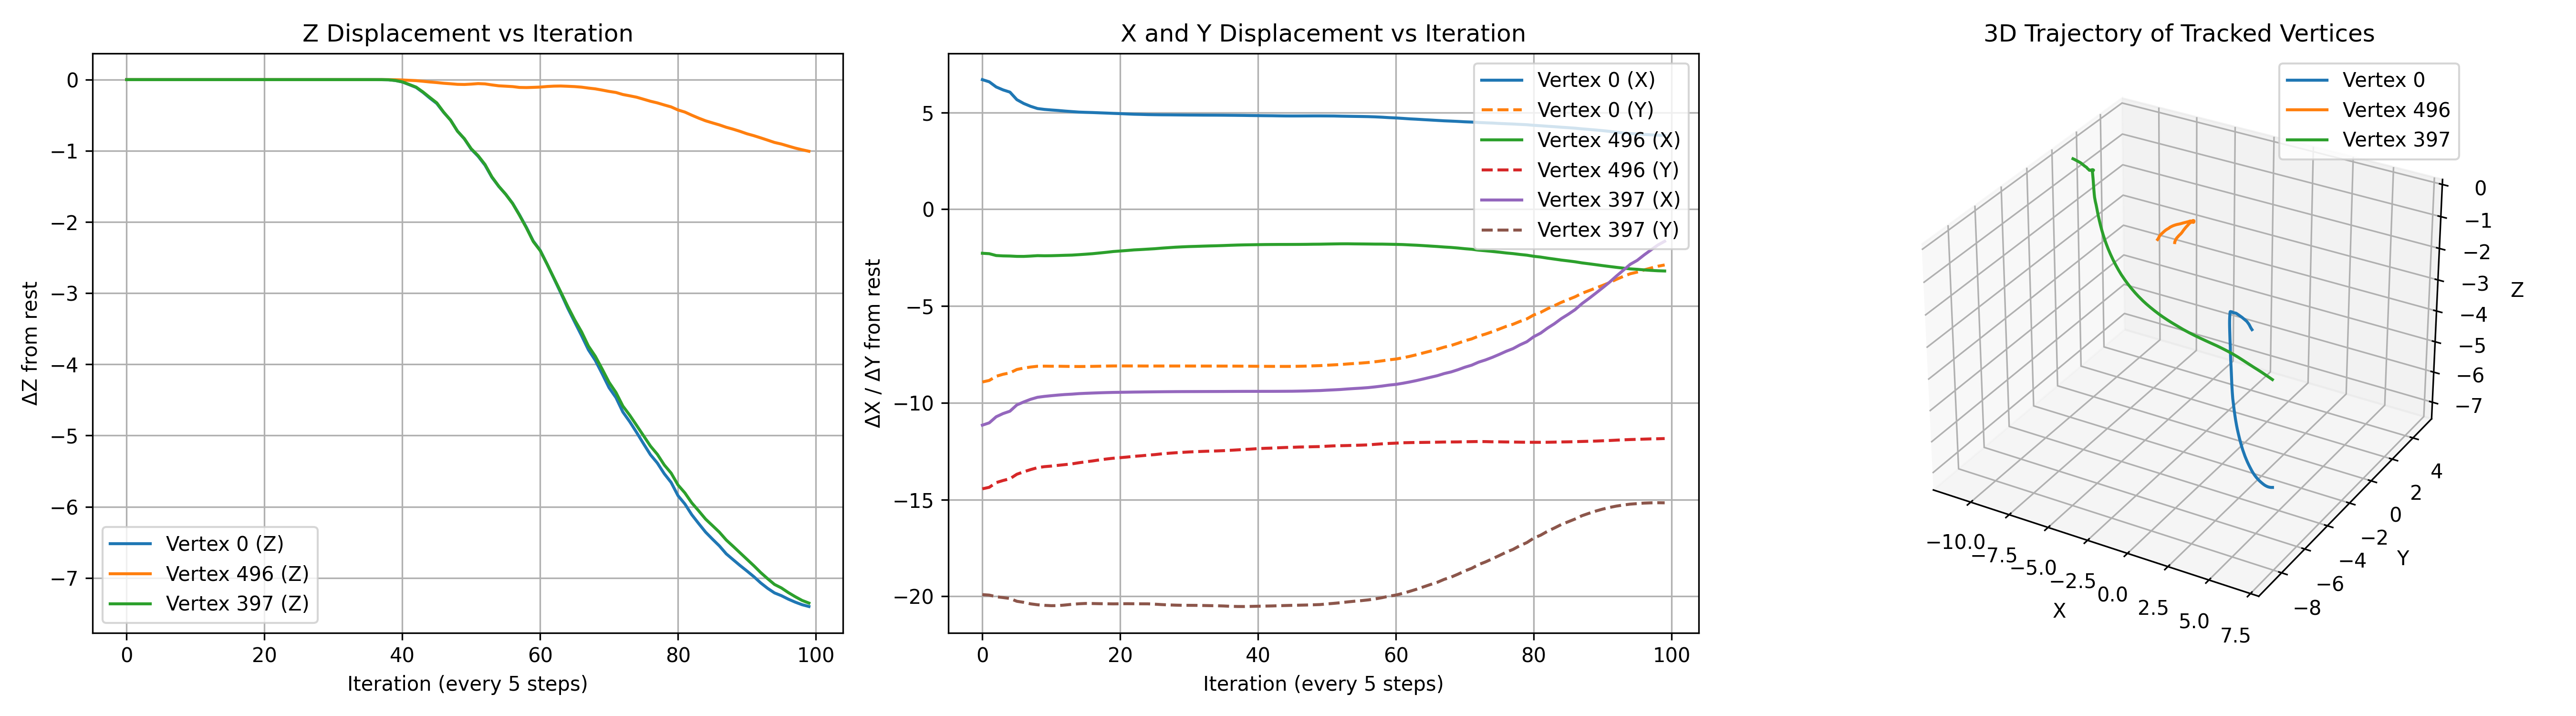 Z Displacement vs Iteration
ΔZ from rest
0
−1
−2
−3
−4
−5
−6
−7
Vertex 0 (Z)
Vertex 496 (Z)
Vertex 397 (Z)
0 20 40 60 80 100
Iteration (every 5 steps)
X and Y Displacement vs Iteration
ΔX / ΔY from rest
5
0
−5
−10
−15
−20
Vertex 0 (X)
Vertex 0 (Y)
Vertex 496 (X)
Vertex 496 (Y)
Vertex 397 (X)
Vertex 397 (Y)
0 20 40 60 80 100
Iteration (every 5 steps)
3D Trajectory of Tracked Vertices
Vertex 0
Vertex 496
Vertex 397
0
−1
−2
−3
−4
−5
−6
−7
Z
4
2
0
−2
−4
−6
−8
Y
−10.0
−7.5
−5.0
−2.5
0.0
2.5
5.0
7.5
X